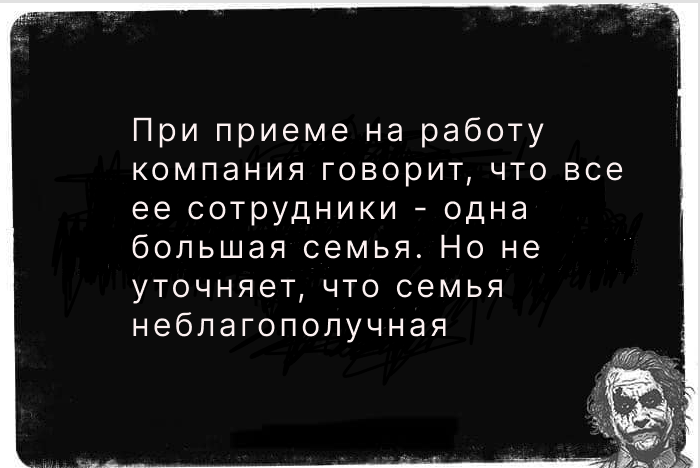 При приеме на работу
компания говорит, что все
ее сотрудники - одна
большая семья. Но не
уточняет, что семья
неблагополучная